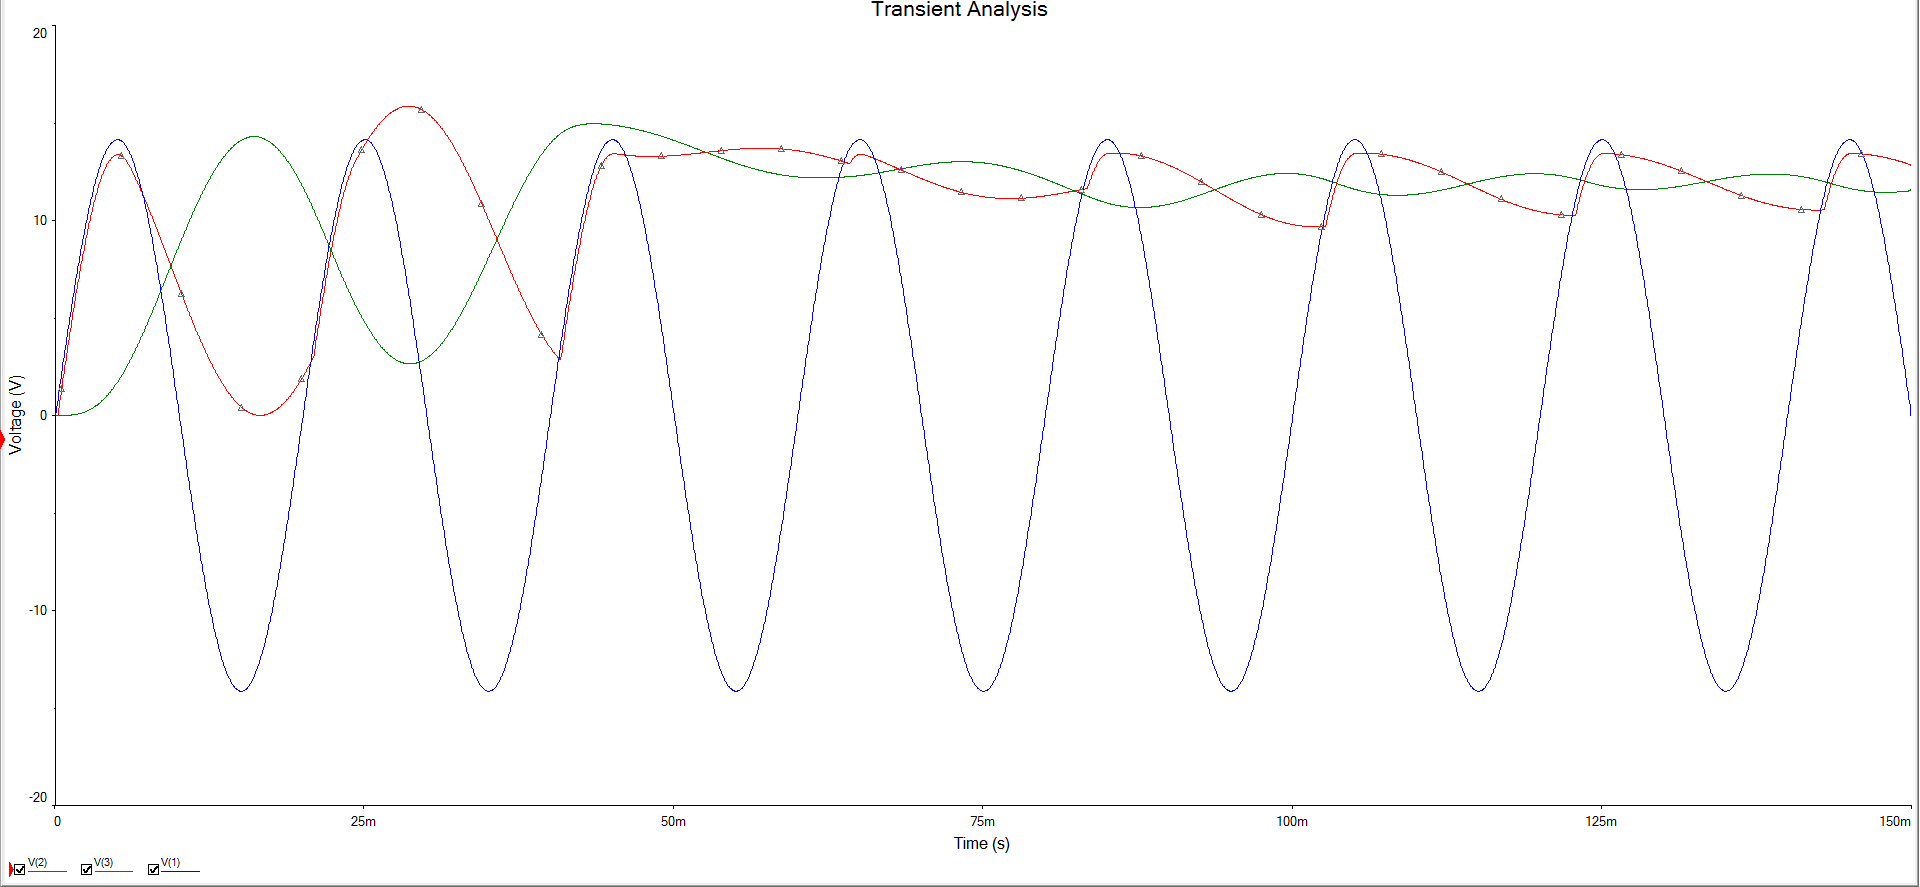 Transient Analysis
20
10
0
-10
-20
Voltage (V)
0 25m 50m 75m 100m 125m 150m
Time (s)
V(2) V(3) V(1)